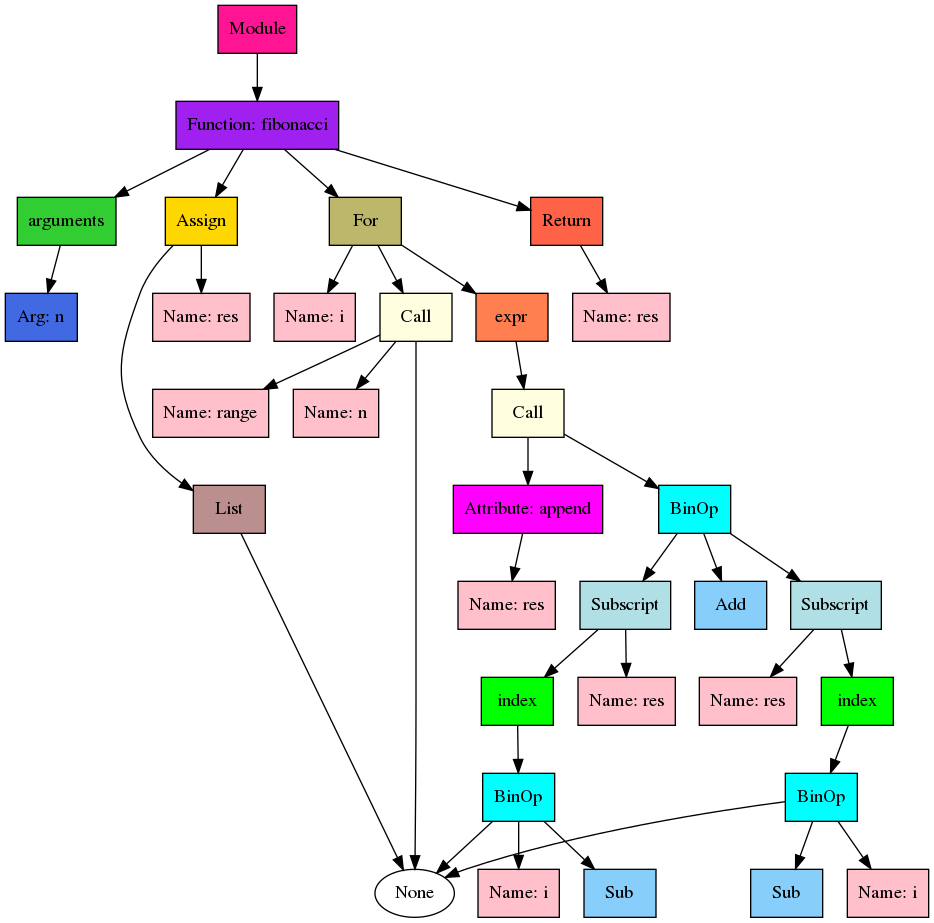 Module
Function: fibonacci
arguments
Assign
For
Return
Arg: n
Name: res
Name: i
Call
expr
Name: res
Name: range
Name: n
Call
List
Attribute: append
BinOp
Name: res
Subscript
Add
Subscript
index
Name: res
Name: res
index
BinOp
BinOp
None
Name: i
Sub
Sub
Name: i